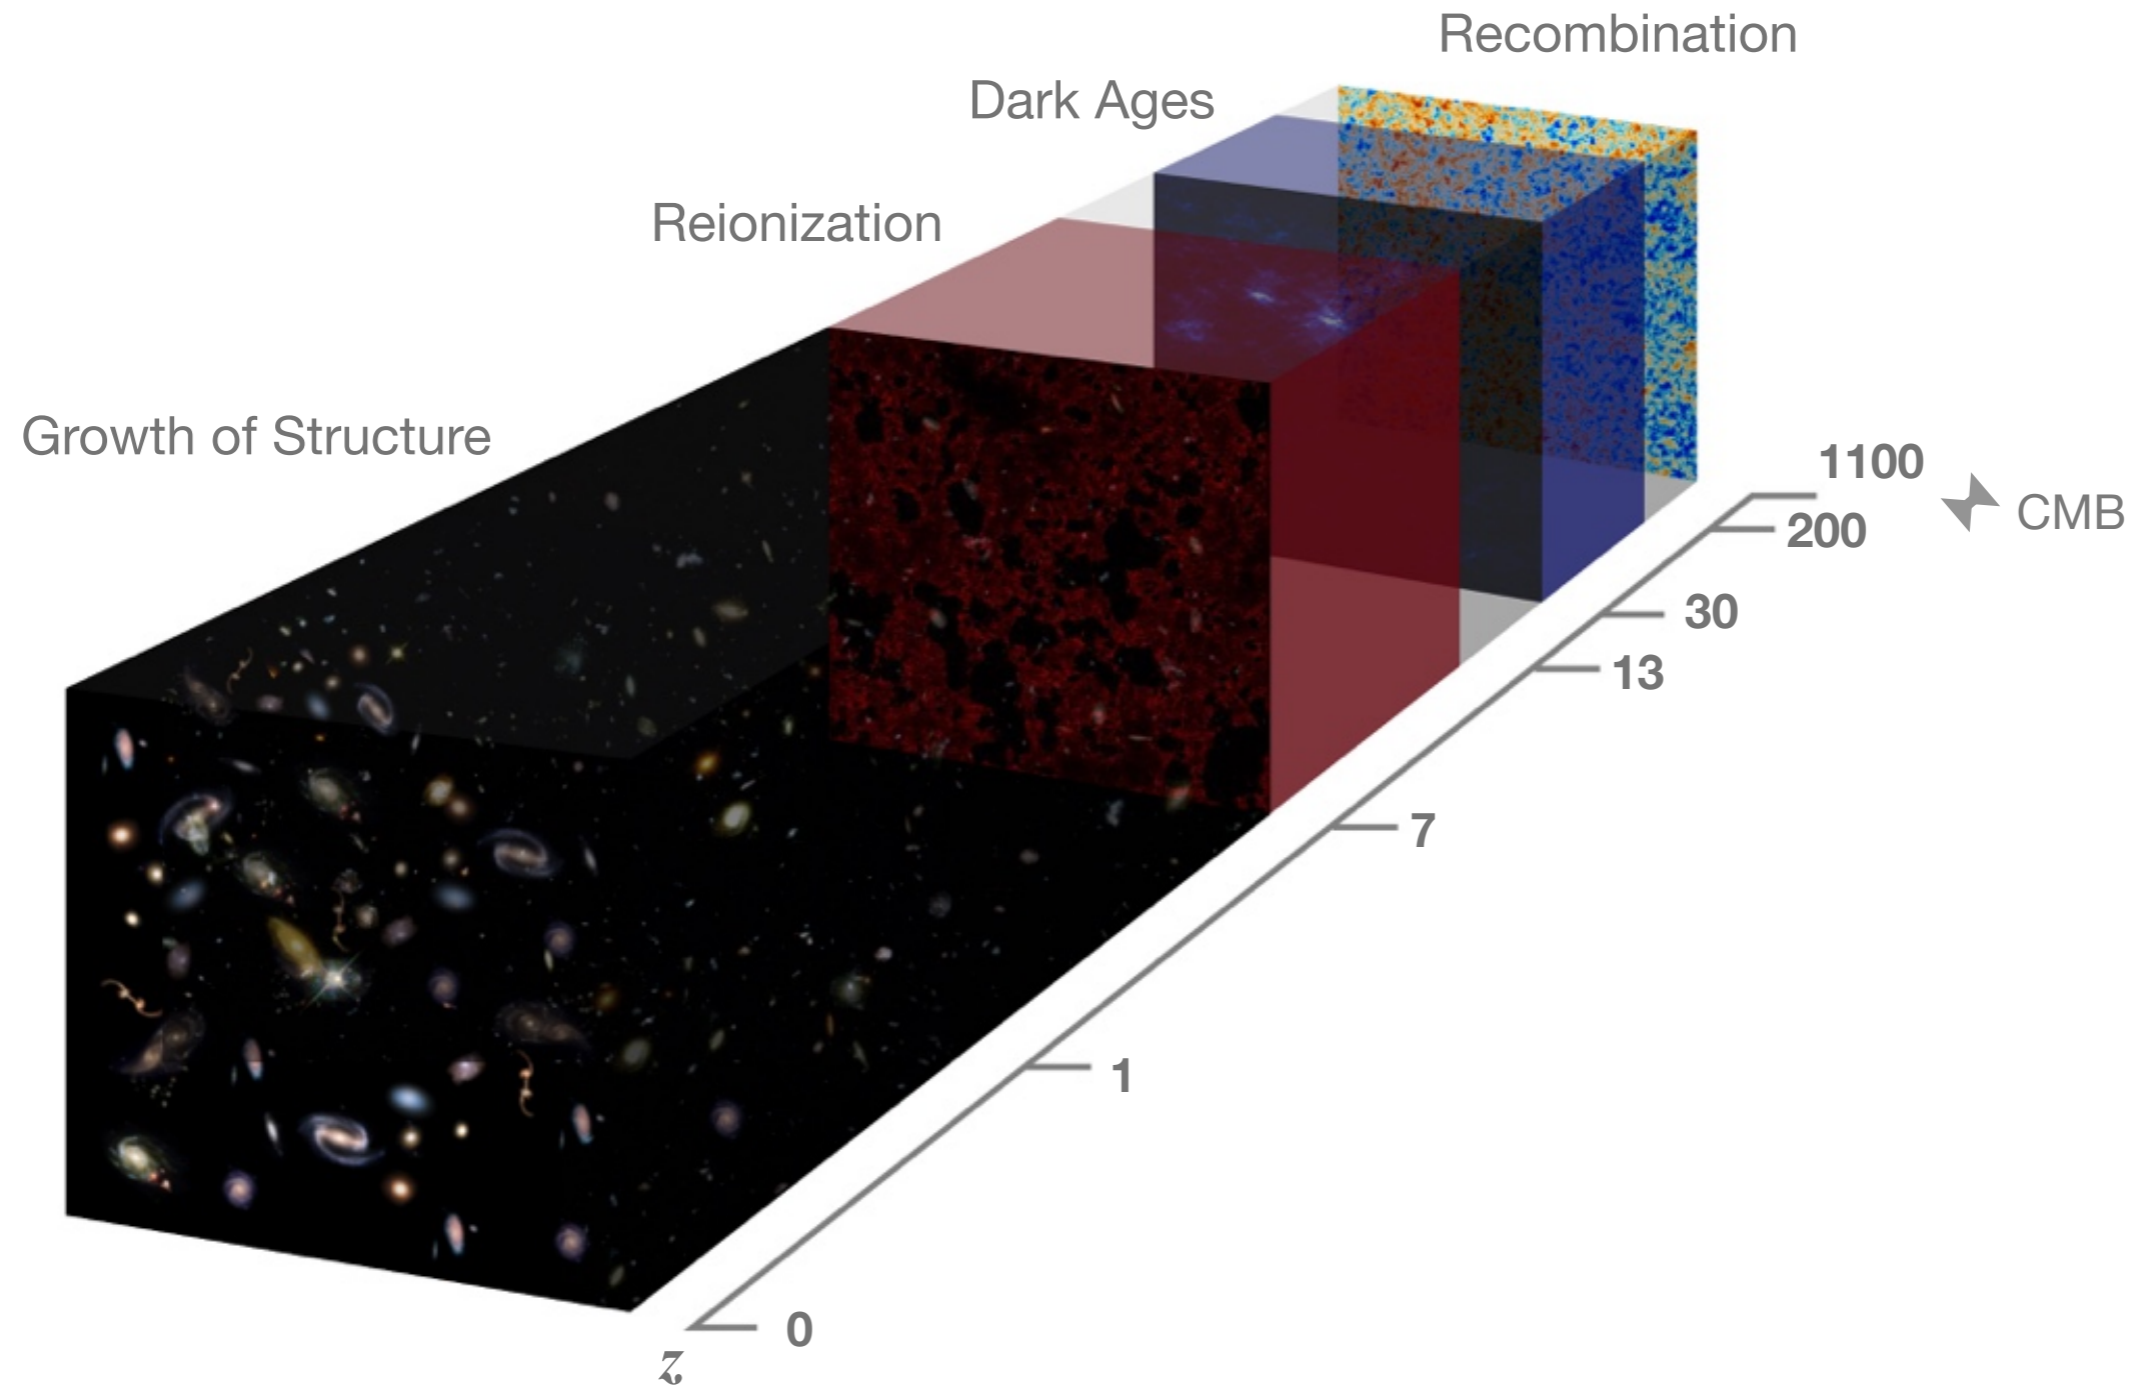 Recombination
Dark Ages
Reionization
Growth of Structure
1100
CMB
200
30
13
7
1
0
z